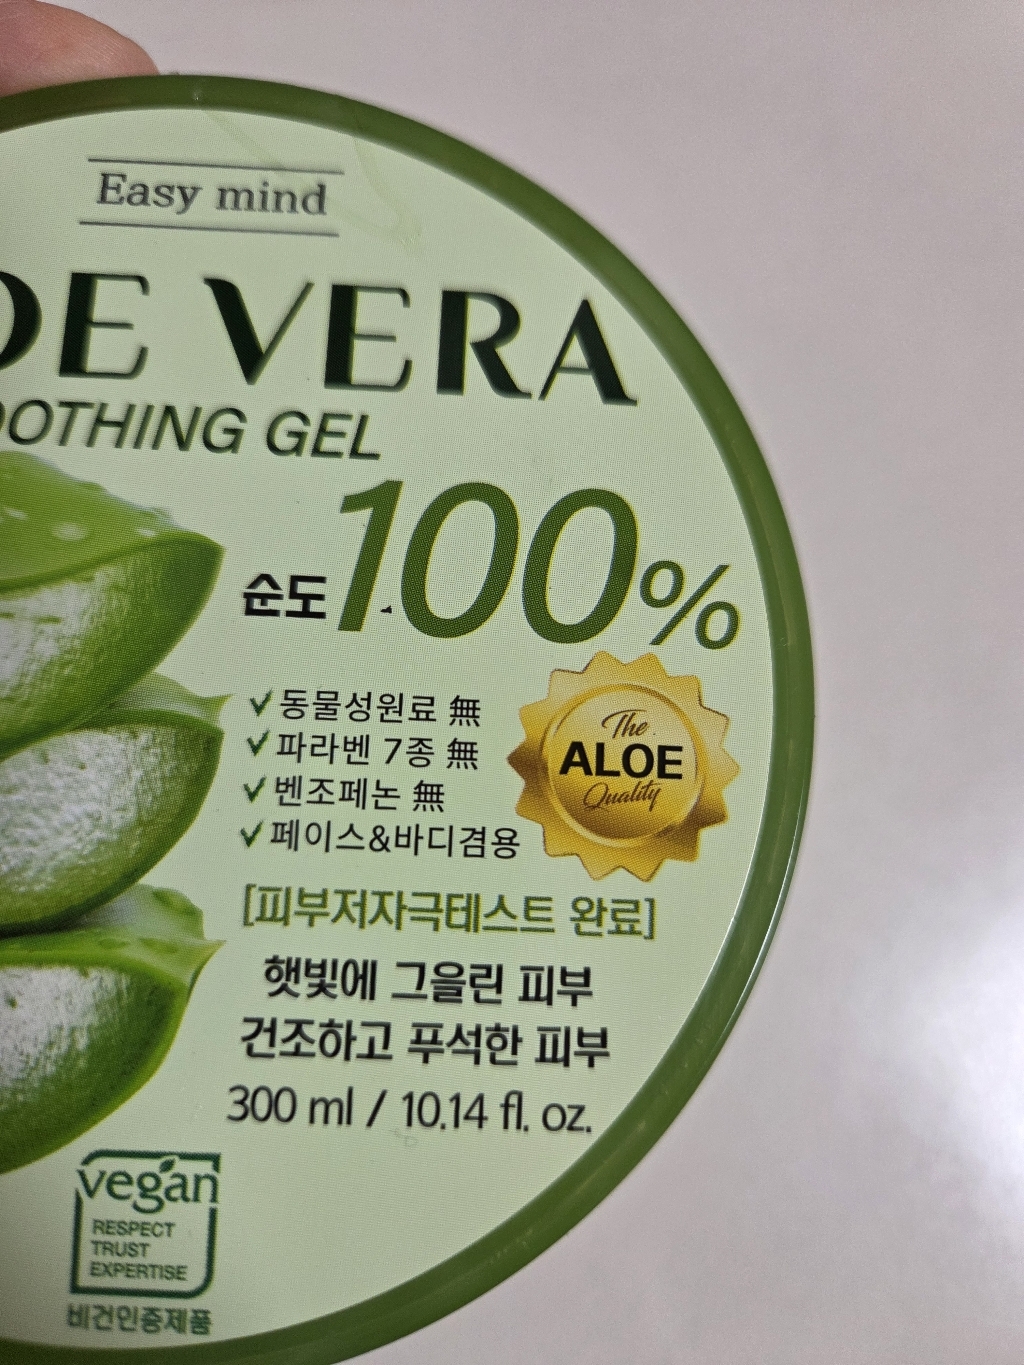 Easy mind
OE VERA
OOTHING GEL
순도100%
동물성원료 無
파라벤 7종 無
벤조페논 無
페이스&바디겸용
The
ALOE
Quality
[피부저자극테스트 완료]
햇빛에 그을린 피부
건조하고 푸석한 피부
300 ml / 10.14 fl. oz.
vegan
RESPECT
TRUST
EXPERTISE
비건인증제품